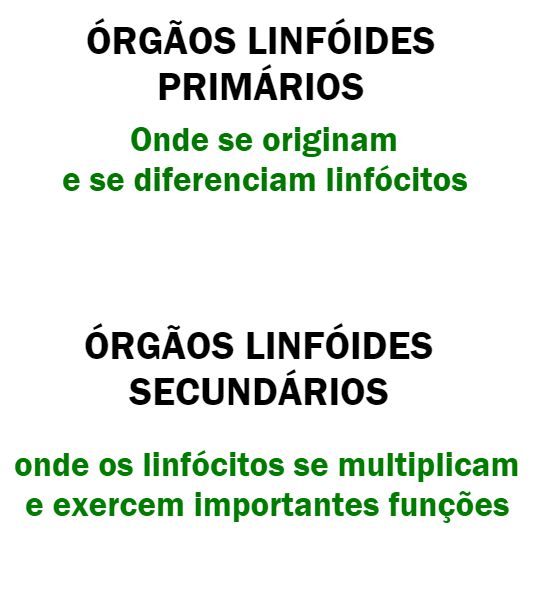 ÓRGÃOS LINFÓIDES
PRIMÁRIOS
Onde se originam
e se diferenciam linfócitos
ÓRGÃOS LINFÓIDES
SECUNDÁRIOS
onde os linfócitos se multiplicam
e exercem importantes funções